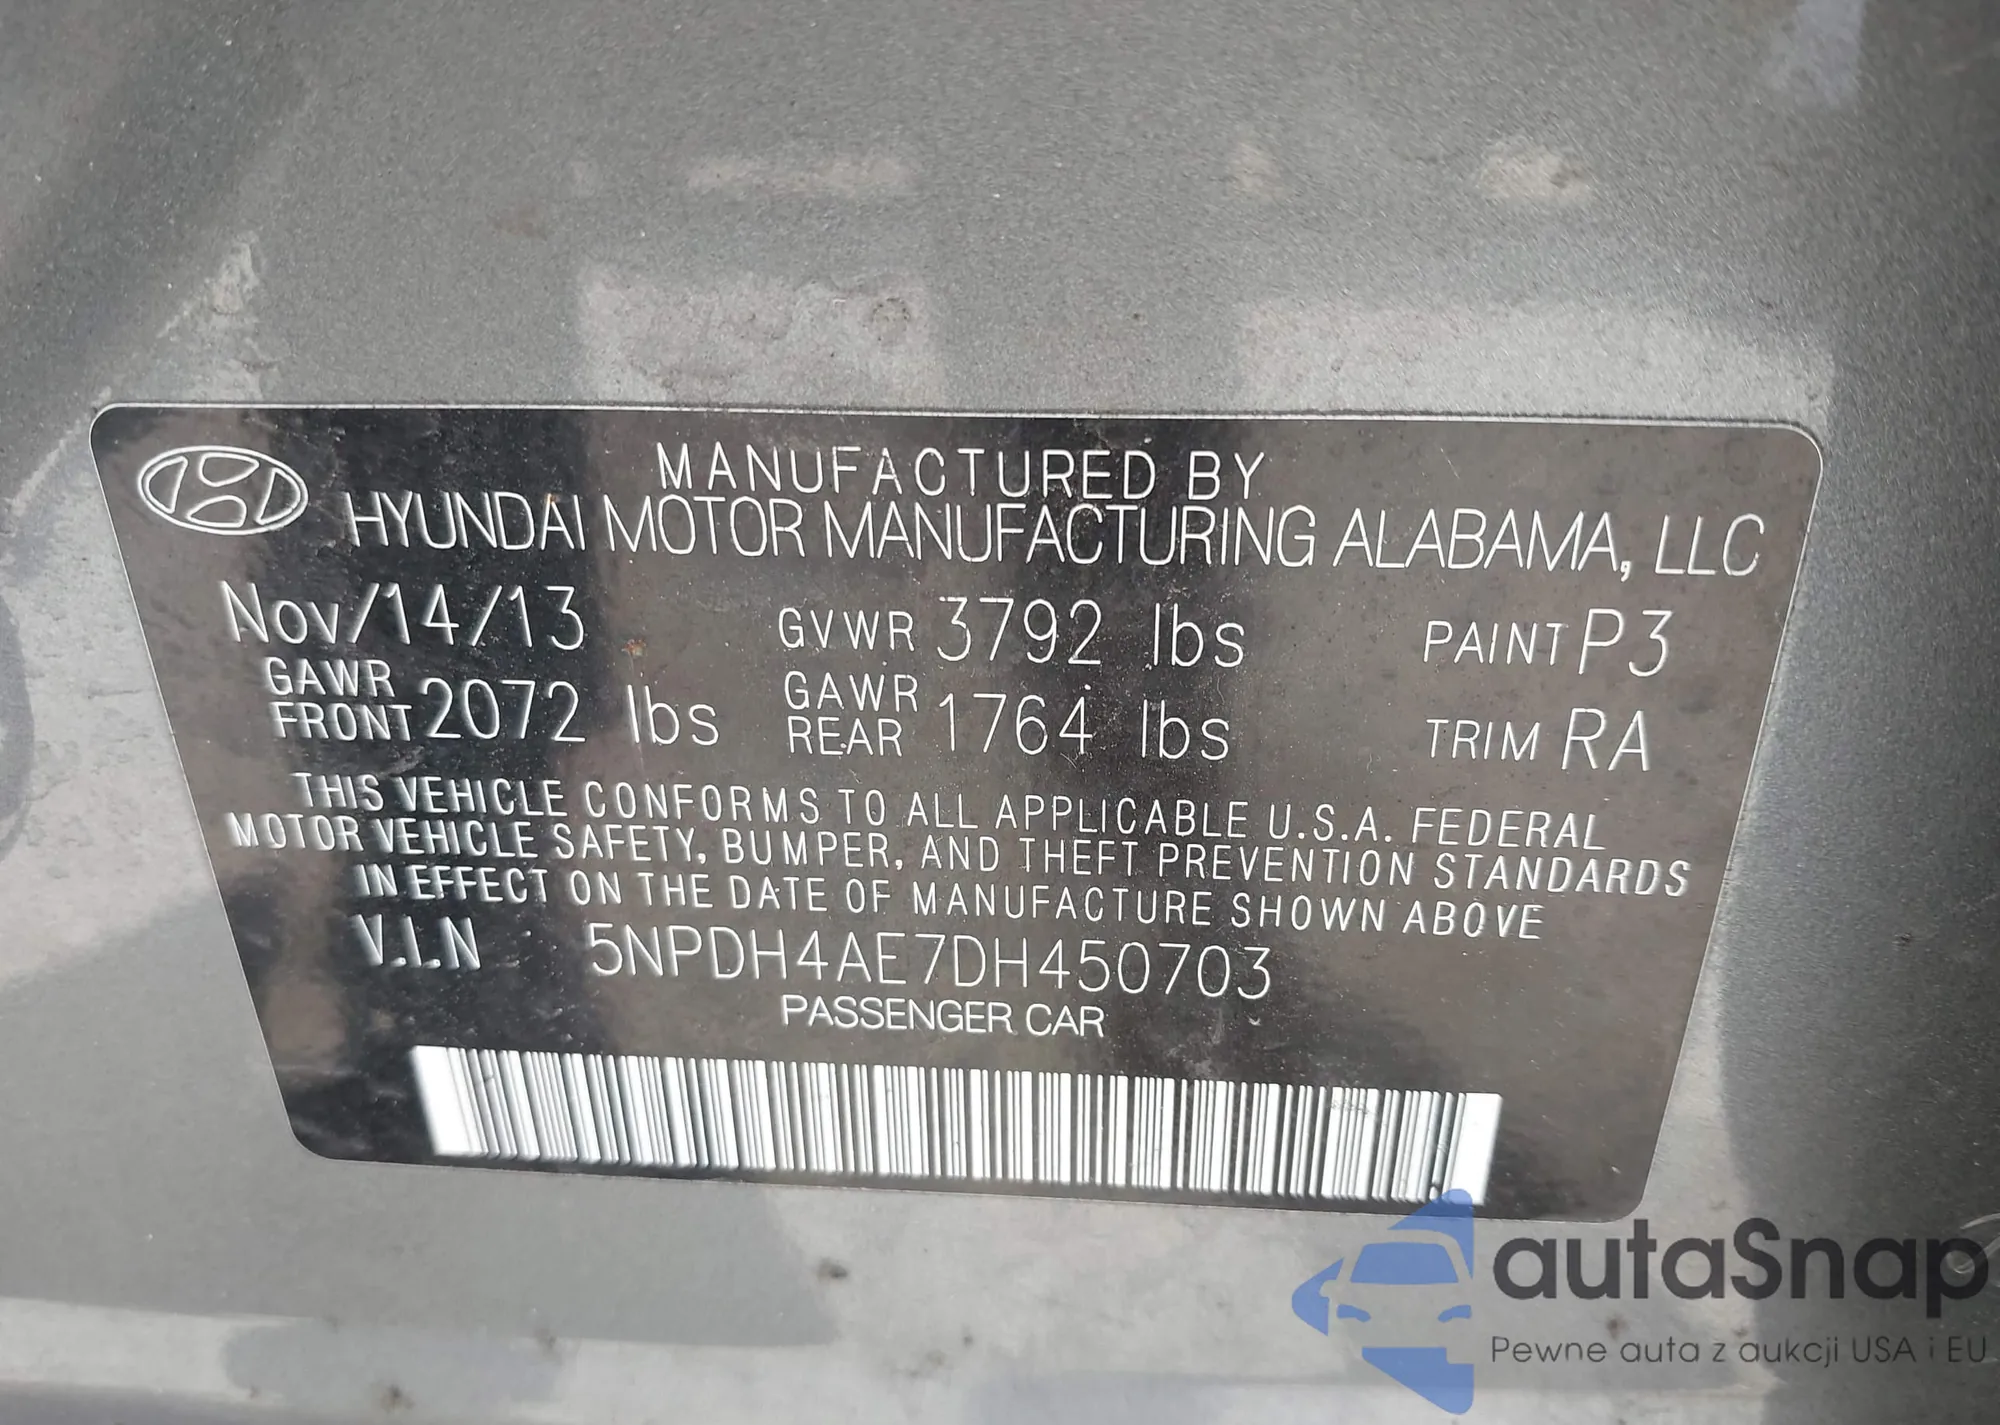 MANUFACTURED BY
HYUNDAI MOTOR MANUFACTURING ALABAMA, LLC
Nov/14/13 GVWR 3792 lbs PAINT P3
GAWR FRONT 2072 lbs GAWR REAR 1764 lbs TRIM RA
THIS VEHICLE CONFORMS TO ALL APPLICABLE U.S.A. FEDERAL
MOTOR VEHICLE SAFETY, BUMPER, AND THEFT PREVENTION STANDARDS
IN EFFECT ON THE DATE OF MANUFACTURE SHOWN ABOVE
V.I.N 5NPDH4AE7DH450703
PASSENGER CAR
autaSnap
Pewne auta z aukcji USA i EU